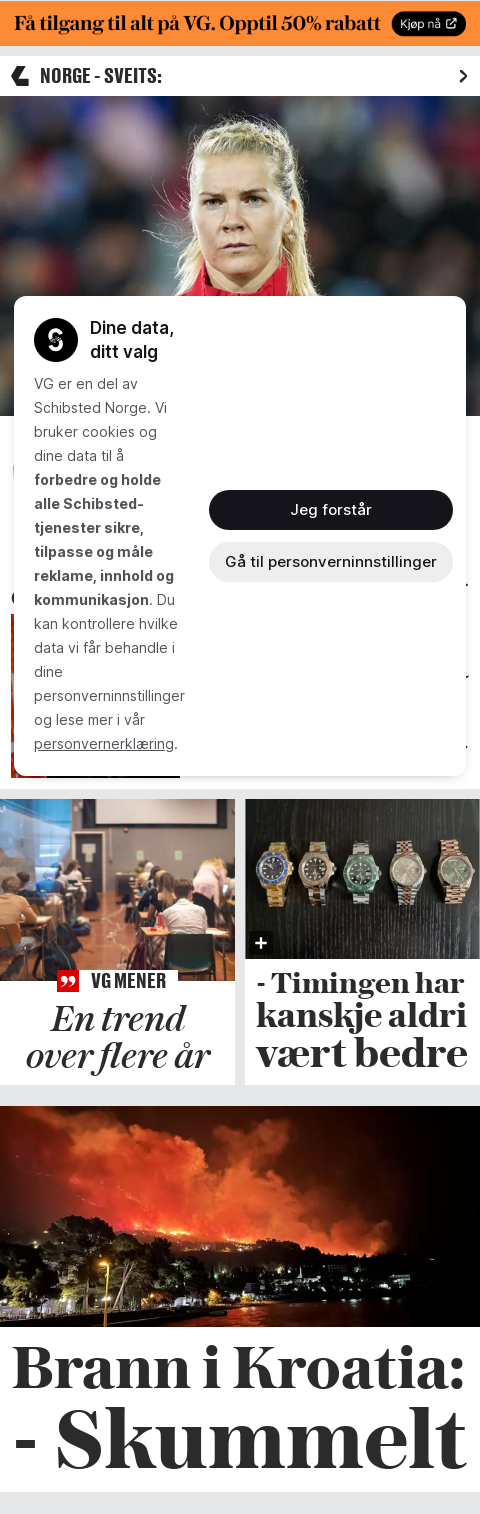 Få tilgang til alt på VG. Opptil 50% rabatt
Kjøp nå
NORGE - SVEITS:
Dine data,
ditt valg
VG er en del av
Schibsted Norge. Vi
bruker cookies og
dine data til å
forbedre og holde
alle Schibsted-
tjenester sikre,
tilpasse og måle
reklame, innhold og
kommunikasjon. Du
kan kontrollere hvilke
data vi får behandle i
dine
personverninnstillinger
og lese mer i vår
personvernerklæring.
Jeg forstår
Gå til personverninnstillinger
VG MENER
En trend
over flere år
- Timingen har
kanskje aldri
vært bedre
Brann i Kroatia:
- Skummelt